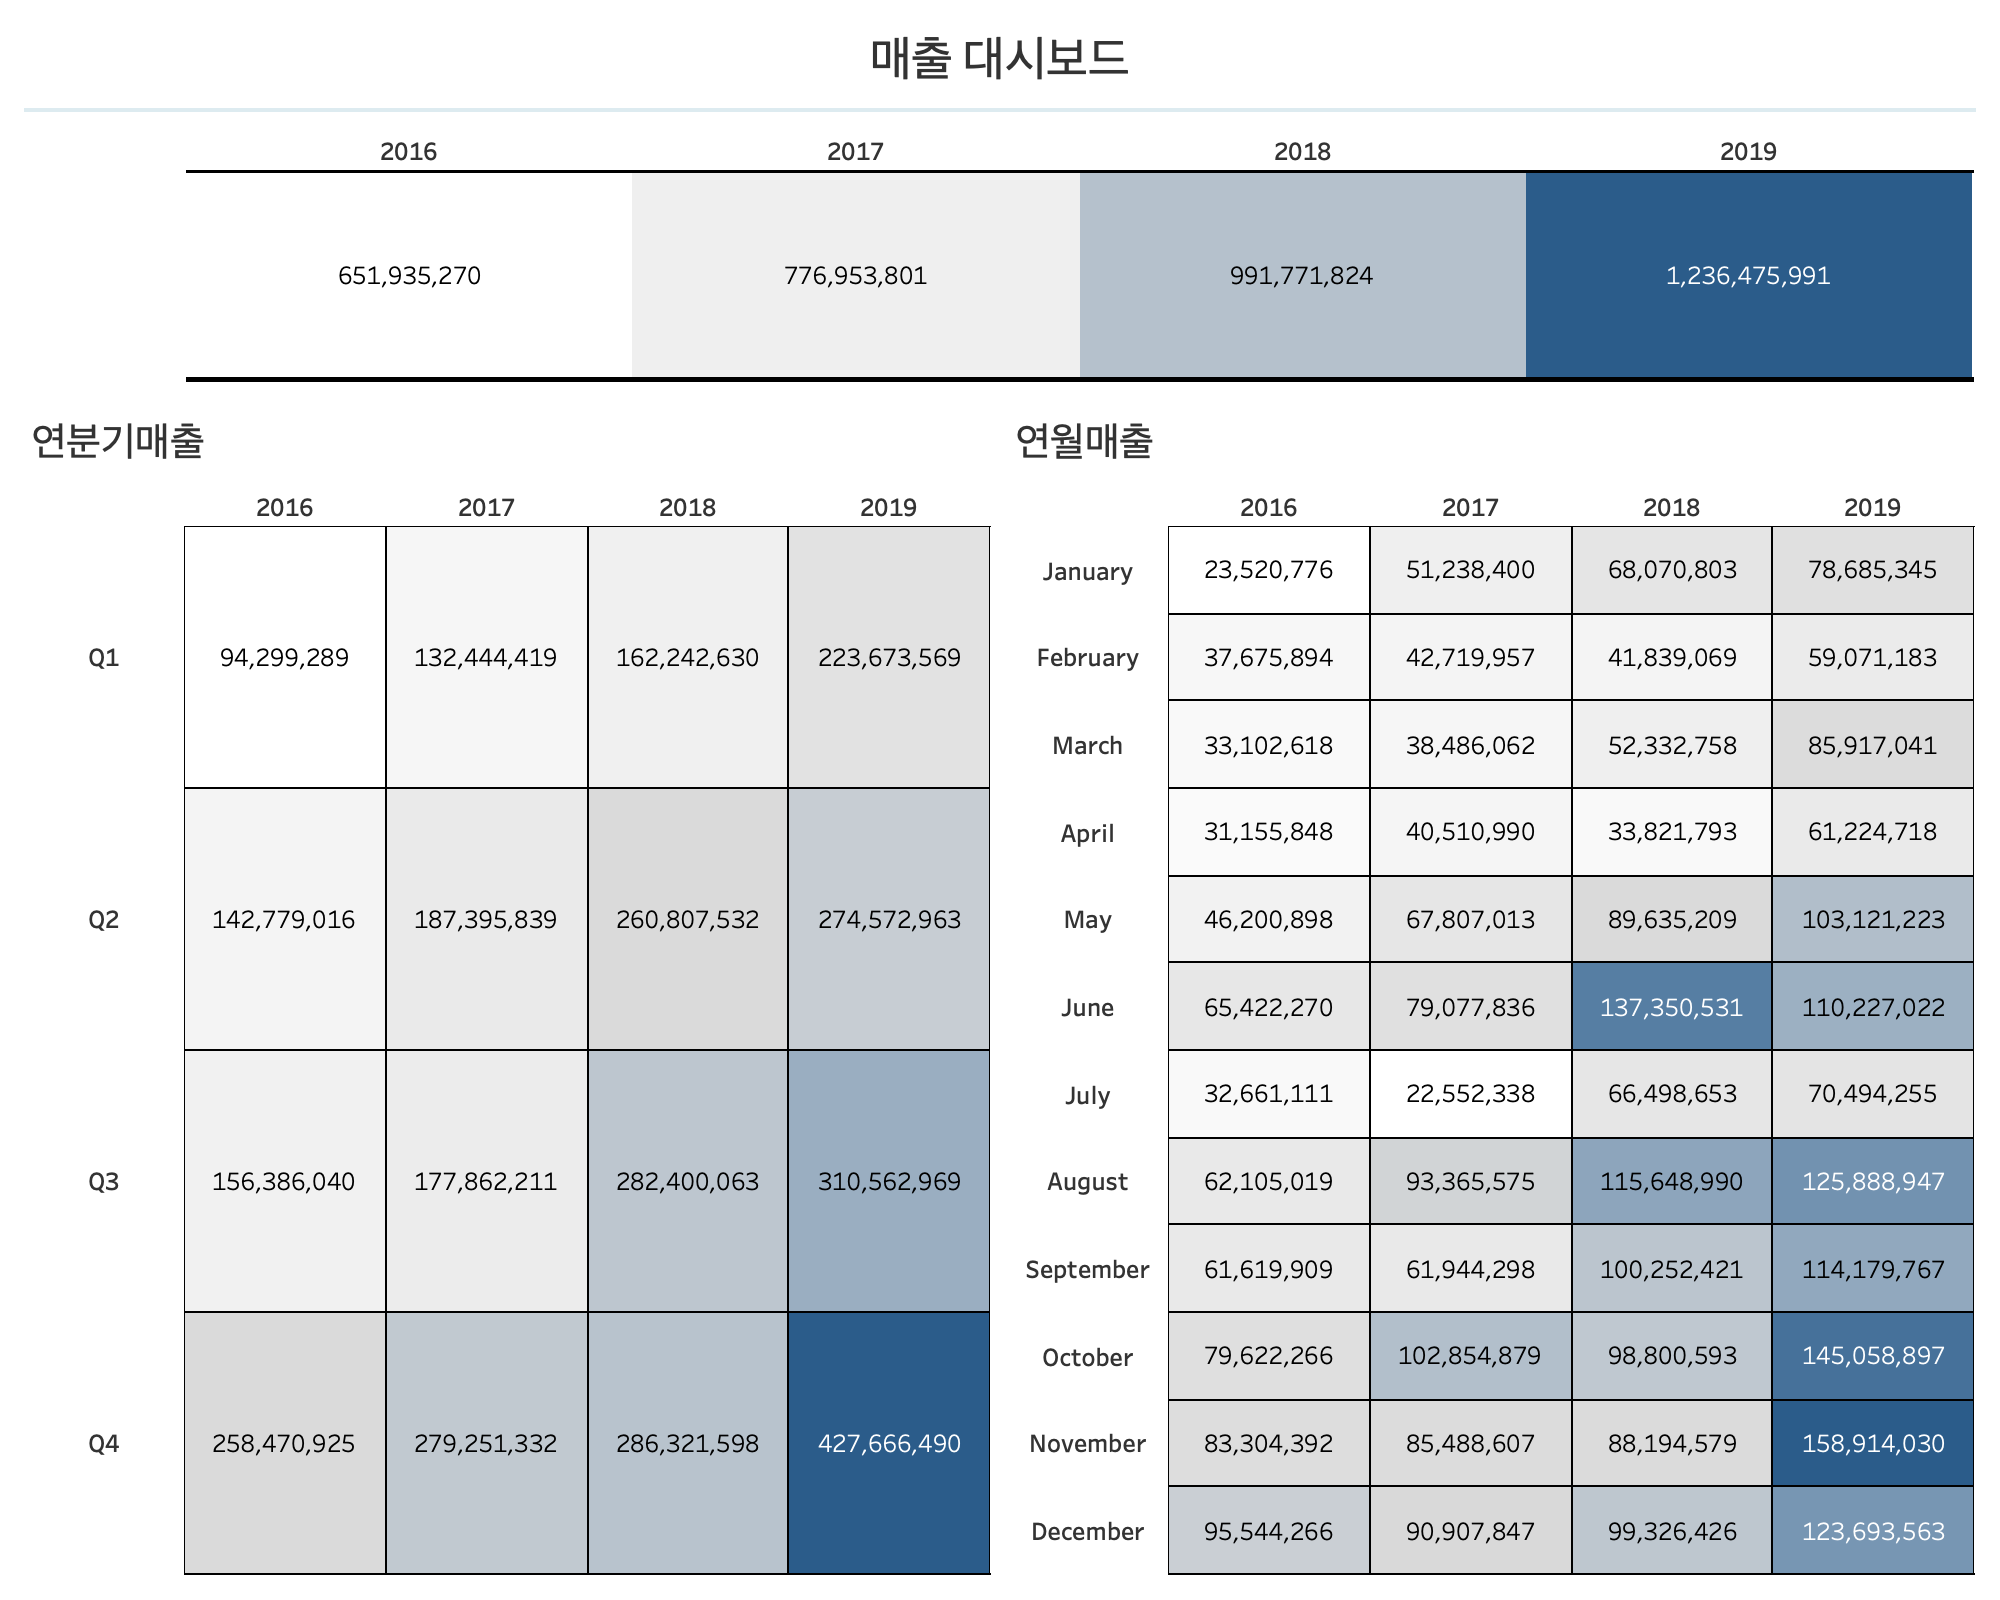 매출 대시보드
2016 2017 2018 2019
651,935,270 776,953,801 991,771,824 1,236,475,991
연분기매출
2016 2017 2018 2019
Q1 94,299,289 132,444,419 162,242,630 223,673,569
Q2 142,779,016 187,395,839 260,807,532 274,572,963
Q3 156,386,040 177,862,211 282,400,063 310,562,969
Q4 258,470,925 279,251,332 286,321,598 427,666,490
연월매출
2016 2017 2018 2019
January 23,520,776 51,238,400 68,070,803 78,685,345
February 37,675,894 42,719,957 41,839,069 59,071,183
March 33,102,618 38,486,062 52,332,758 85,917,041
April 31,155,848 40,510,990 33,821,793 61,224,718
May 46,200,898 67,807,013 89,635,209 103,121,223
June 65,422,270 79,077,836 137,350,531 110,227,022
July 32,661,111 22,552,338 66,498,653 70,494,255
August 62,105,019 93,365,575 115,648,990 125,888,947
September 61,619,909 61,944,298 100,252,421 114,179,767
October 79,622,266 102,854,879 98,800,593 145,058,897
November 83,304,392 85,488,607 88,194,579 158,914,030
December 95,544,266 90,907,847 99,326,426 123,693,563